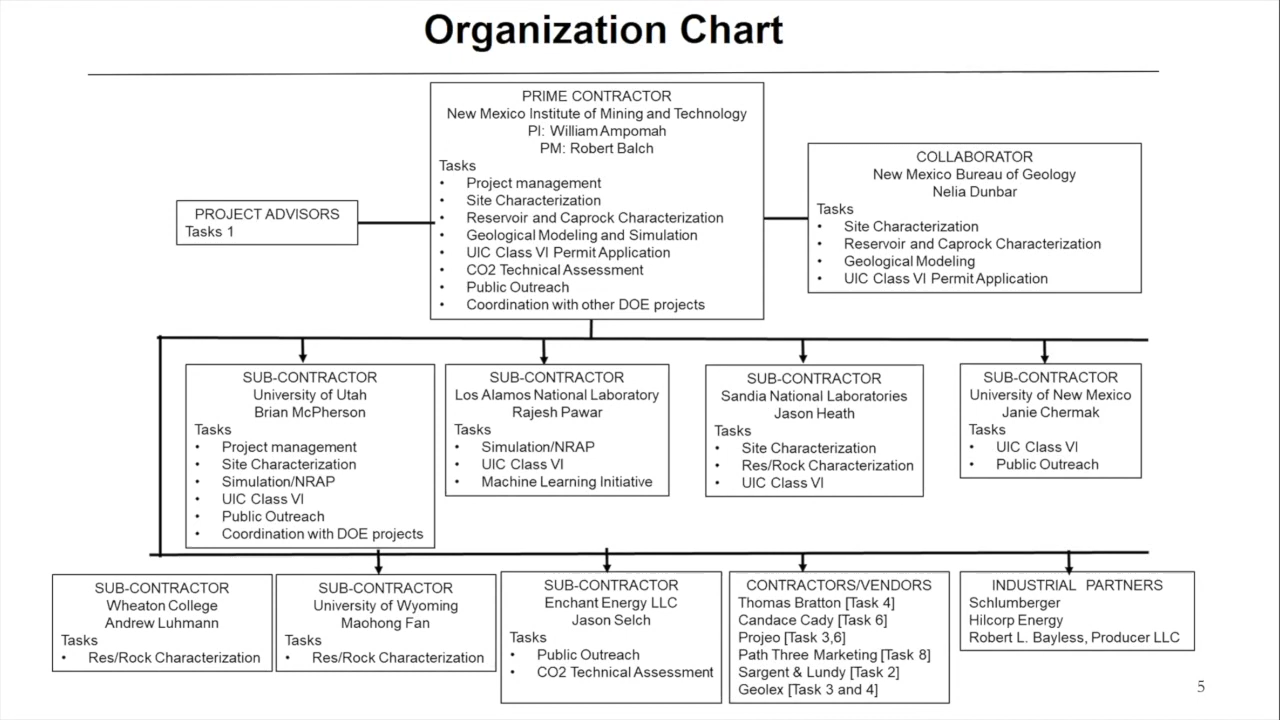 Organization Chart
PRIME CONTRACTOR
New Mexico Institute of Mining and Technology
PI: William Ampomah
PM: Robert Balch
Tasks
• Project management
• Site Characterization
• Reservoir and Caprock Characterization
• Geological Modeling and Simulation
• UIC Class VI Permit Application
• CO2 Technical Assessment
• Public Outreach
• Coordination with other DOE projects
PROJECT ADVISORS
Tasks 1
COLLABORATOR
New Mexico Bureau of Geology
Nelia Dunbar
Tasks
• Site Characterization
• Reservoir and Caprock Characterization
• Geological Modeling
• UIC Class VI Permit Application
SUB-CONTRACTOR
University of Utah
Brian McPherson
Tasks
• Project management
• Site Characterization
• Simulation/NRAP
• UIC Class VI
• Public Outreach
• Coordination with DOE projects
SUB-CONTRACTOR
Los Alamos National Laboratory
Rajesh Pawar
Tasks
• Simulation/NRAP
• UIC Class VI
• Machine Learning Initiative
SUB-CONTRACTOR
Sandia National Laboratories
Jason Heath
Tasks
• Site Characterization
• Res/Rock Characterization
• UIC Class VI
SUB-CONTRACTOR
University of New Mexico
Janie Chermak
Tasks
• UIC Class VI
• Public Outreach
SUB-CONTRACTOR
Wheaton College
Andrew Luhmann
Tasks
• Res/Rock Characterization
SUB-CONTRACTOR
University of Wyoming
Maohong Fan
Tasks
• Res/Rock Characterization
SUB-CONTRACTOR
Enchant Energy LLC
Jason Selch
Tasks
• Public Outreach
• CO2 Technical Assessment
CONTRACTORS/VENDORS
Thomas Bratton [Task 4]
Candace Cady [Task 6]
Projeo [Task 3,6]
Path Three Marketing [Task 8]
Sargent & Lundy [Task 2]
Geolex [Task 3 and 4]
INDUSTRIAL PARTNERS
Schlumberger
Hilcorp Energy
Robert L. Bayless, Producer LLC
5